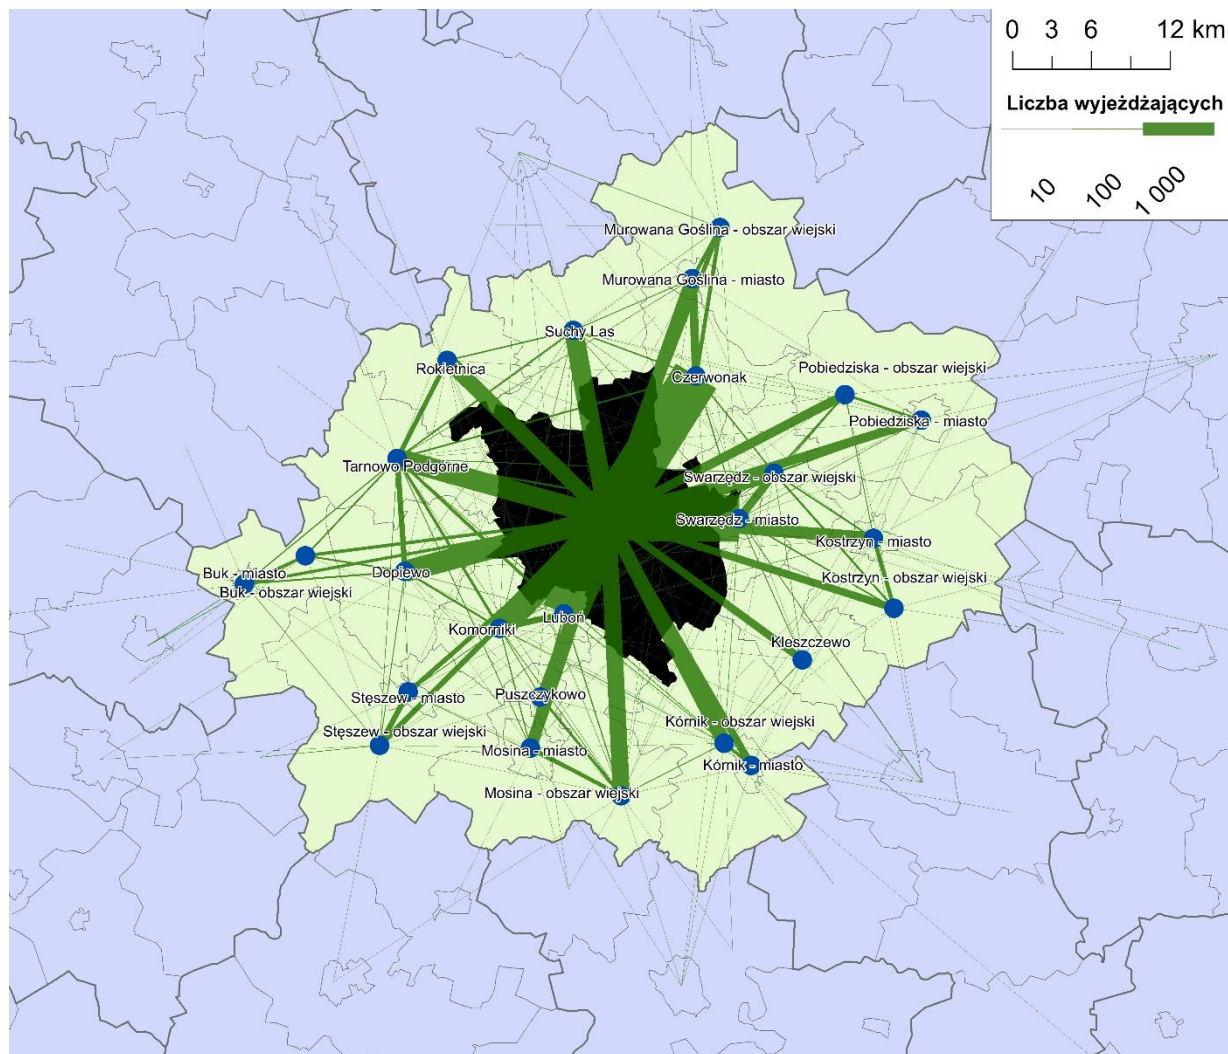 0 3 6 12 km
Liczba wyjeżdżających
10 100 1 000
Murowana Goślina - obszar wiejski
Murowana Goślina - miasto
Suchy Las
Rokietnica
Czerwonak
Pobiedziska - obszar wiejski
Pobiedziska - miasto
Tarnowo Podgórne
Swarzędz - obszar wiejski
Swarzędz - miasto
Kostrzyn - miasto
Buk - miasto
Dopiewo
Buk - obszar wiejski
Kostrzyn - obszar wiejski
Luboń
Komorniki
Kleszczewo
Stęszew - miasto
Puszczykowo
Kórnik - obszar wiejski
Stęszew - obszar wiejski
Mosina - miasto
Kórnik - miasto
Mosina - obszar wiejski